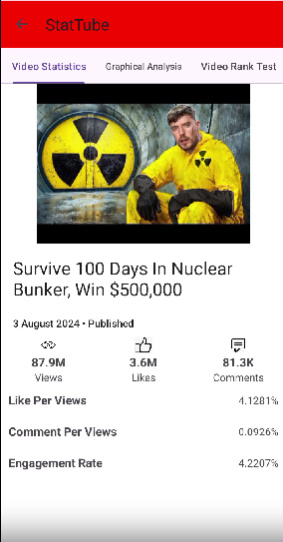 StatTube
Video Statistics Graphical Analysis Video Rank Test
Survive 100 Days In Nuclear
Bunker, Win $500,000
3 August 2024 • Published
87.9M 3.6M 81.3K
Views Likes Comments
Like Per Views 4.1281%
Comment Per Views 0.0926%
Engagement Rate 4.2207%